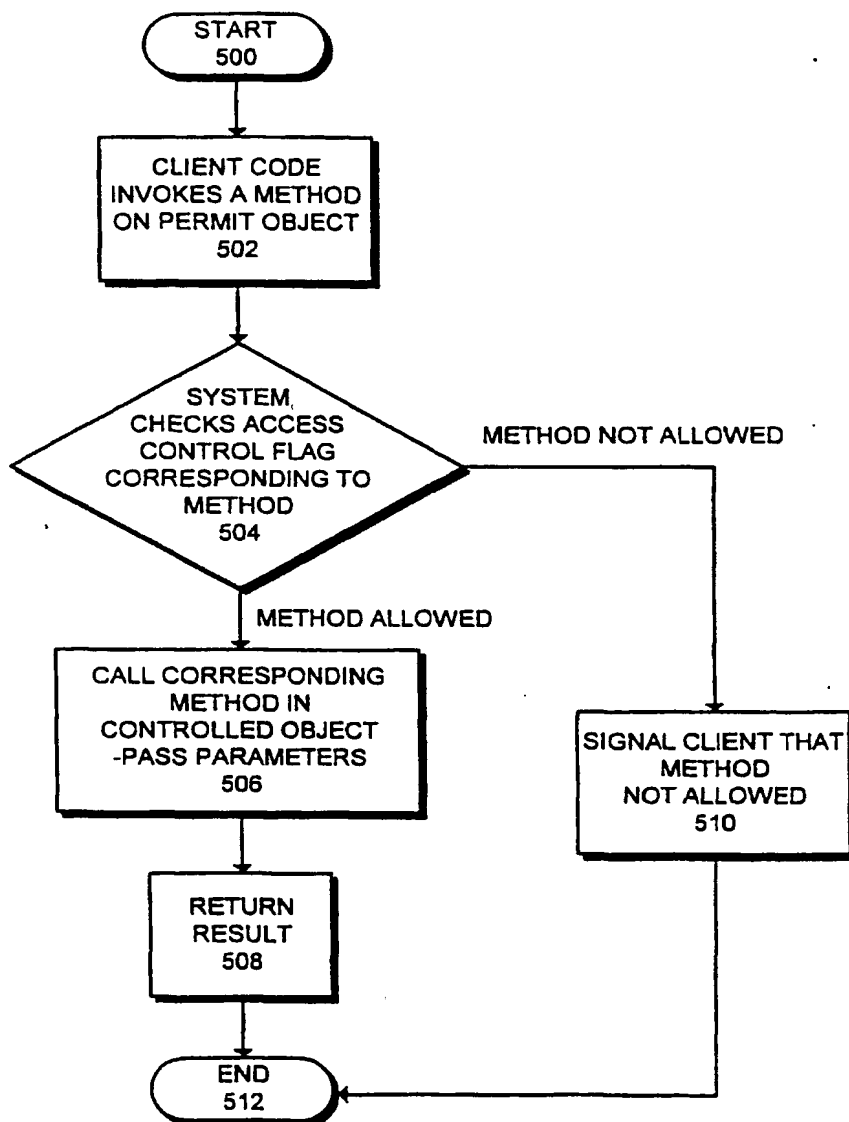 START
500
CLIENT CODE
INVOKES A METHOD
ON PERMIT OBJECT
502
SYSTEM
CHECKS ACCESS
CONTROL FLAG
CORRESPONDING TO
METHOD
504
METHOD NOT ALLOWED
METHOD ALLOWED
CALL CORRESPONDING
METHOD IN
CONTROLLED OBJECT
-PASS PARAMETERS
506
SIGNAL CLIENT THAT
METHOD
NOT ALLOWED
510
RETURN
RESULT
508
END
512